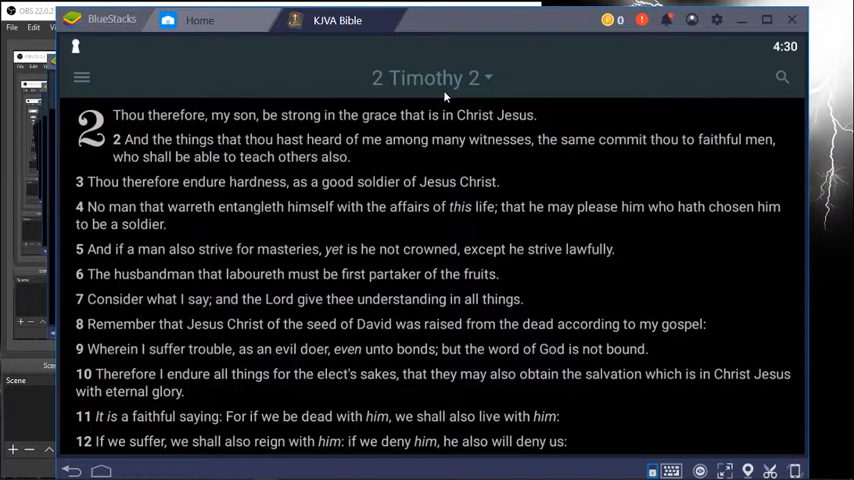 OBS 22.0.2
File Edit
BlueStacks Home KJVA Bible 0
4:30
2 Timothy 2
2 Thou therefore, my son, be strong in the grace that is in Christ Jesus.
2 And the things that thou hast heard of me among many witnesses, the same commit thou to faithful men,
who shall be able to teach others also.
3 Thou therefore endure hardness, as a good soldier of Jesus Christ.
4 No man that warreth entangleth himself with the affairs of this life; that he may please him who hath chosen him
to be a soldier.
5 And if a man also strive for masteries, yet is he not crowned, except he strive lawfully.
6 The husbandman that laboureth must be first partaker of the fruits.
7 Consider what I say; and the Lord give thee understanding in all things.
8 Remember that Jesus Christ of the seed of David was raised from the dead according to my gospel:
9 Wherein I suffer trouble, as an evil doer, even unto bonds; but the word of God is not bound.
10 Therefore I endure all things for the elect's sakes, that they may also obtain the salvation which is in Christ Jesus
with eternal glory.
11 It is a faithful saying: For if we be dead with him, we shall also live with him:
12 If we suffer, we shall also reign with him: if we deny him, he also will deny us:
Scene